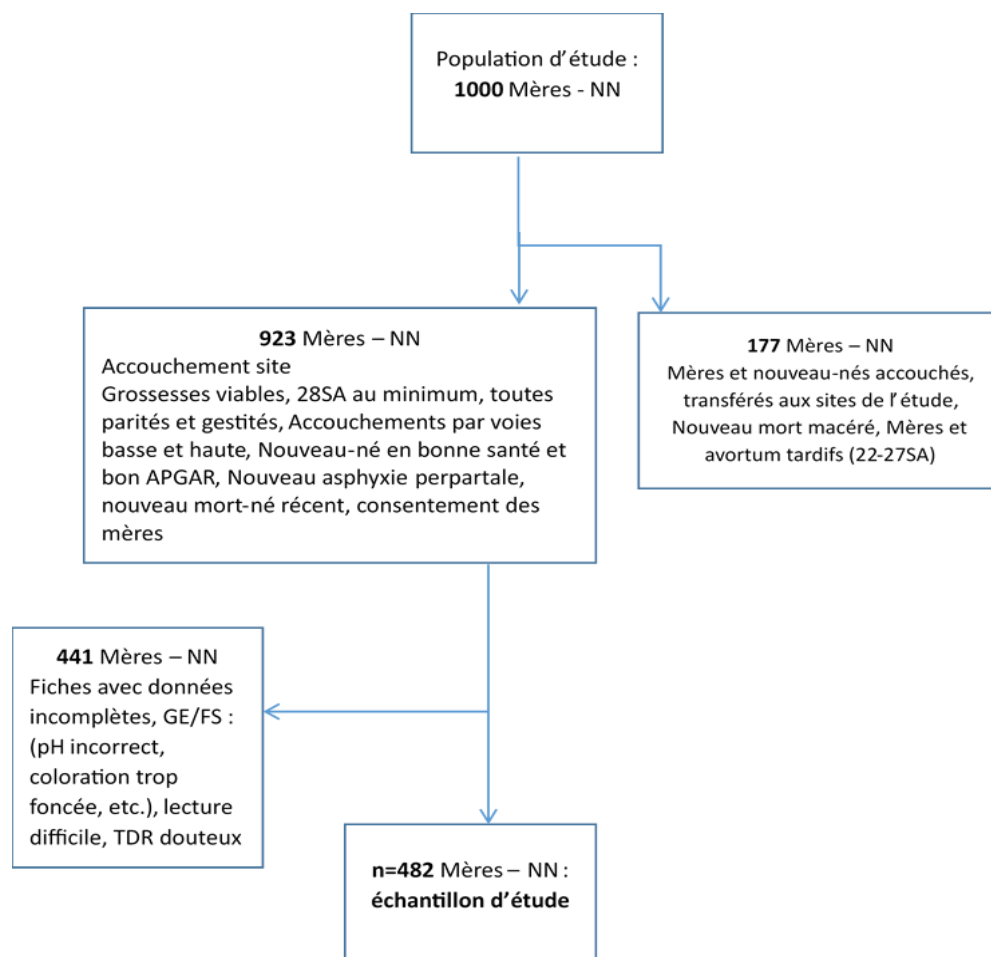 Population d'étude :
1000 Mères - NN
923 Mères – NN
Accouchement site
Grossesses viables, 28SA au minimum, toutes
parités et gestités, Accouchements par voies
basse et haute, Nouveau-né en bonne santé et
bon APGAR, Nouveau asphyxie perpartale,
nouveau mort-né récent, consentement des
mères
177 Mères – NN
Mères et nouveau-nés accouchés,
transférés aux sites de l'étude,
Nouveau mort macéré, Mères et
avortum tardifs (22-27SA)
441 Mères – NN
Fiches avec données
incomplètes, GE/FS :
(pH incorrect,
coloration trop
foncée, etc.), lecture
difficile, TDR douteux
n=482 Mères – NN :
échantillon d'étude